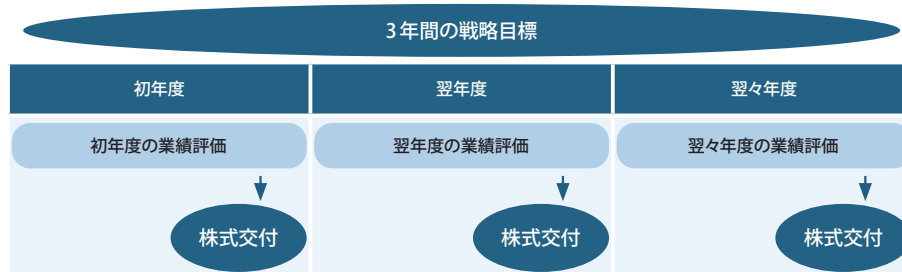 3年間の戦略目標
初年度 翌年度 翌々年度
初年度の業績評価 翌年度の業績評価 翌々年度の業績評価
株式交付 株式交付 株式交付